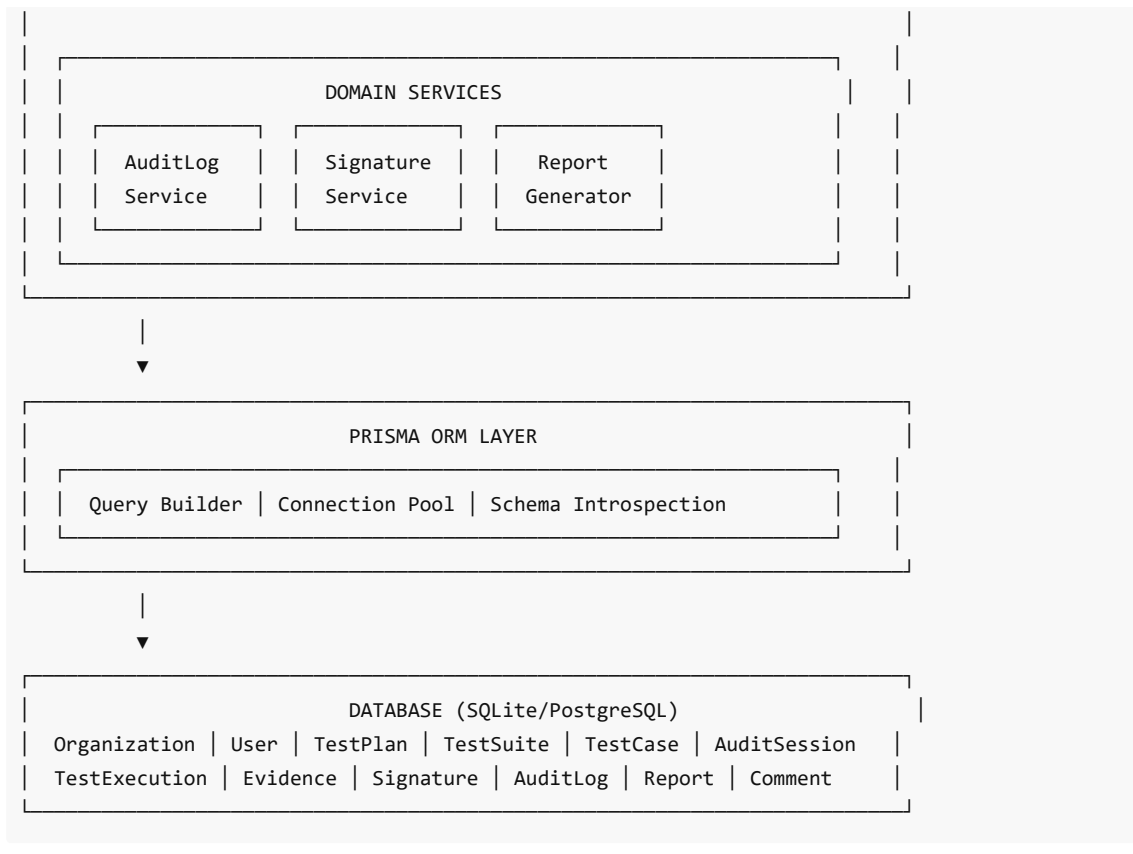 DOMAIN SERVICES
AuditLog Signature Report
Service Service Generator
PRISMA ORM LAYER
Query Builder | Connection Pool | Schema Introspection
DATABASE (SQLite/PostgreSQL)
Organization | User | TestPlan | TestSuite | TestCase | AuditSession
TestExecution | Evidence | Signature | AuditLog | Report | Comment